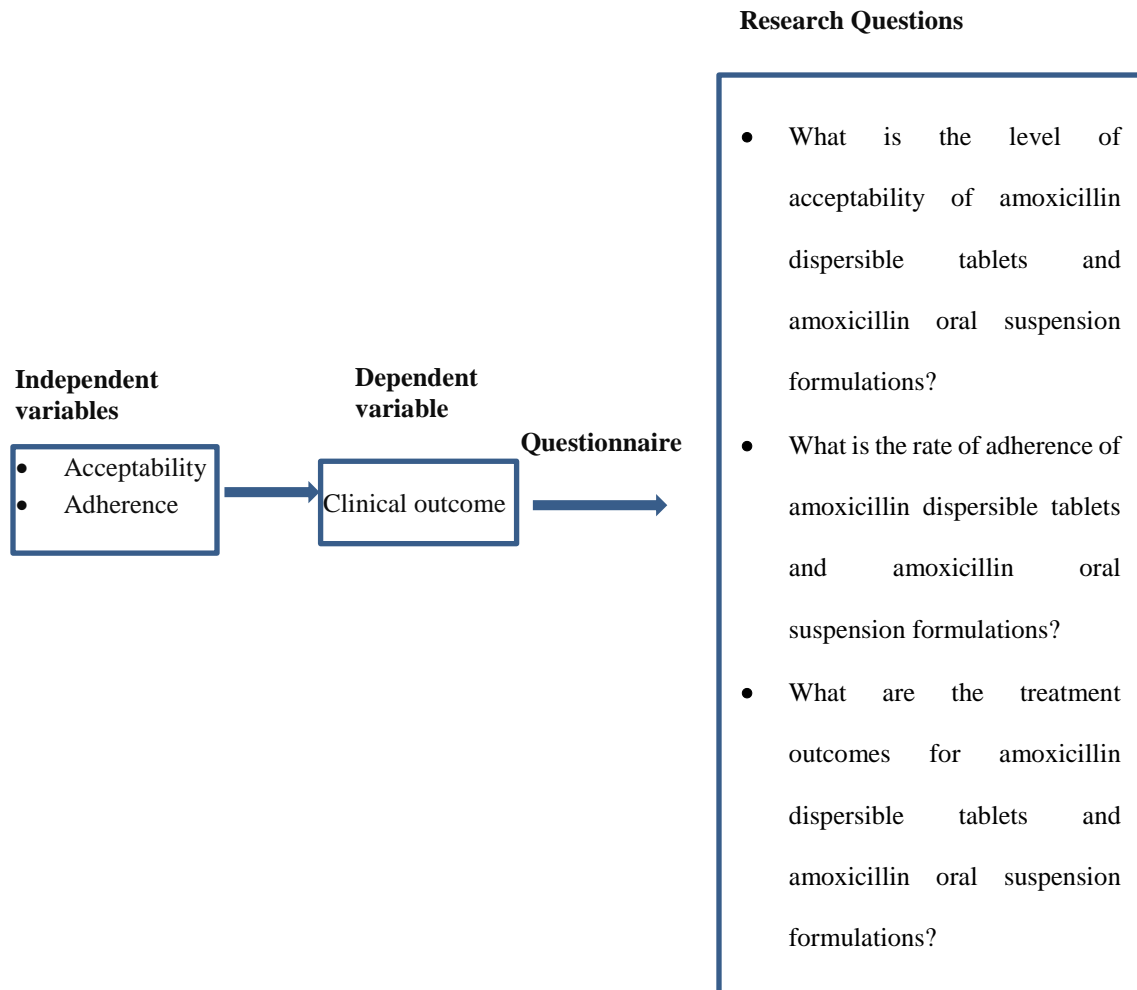 Research Questions
• What is the level of
acceptability of amoxicillin
dispersible tablets and
amoxicillin oral suspension
formulations?
Independent
variables
Dependent
variable
Questionnaire
• Acceptability
• Adherence
Clinical outcome
• What is the rate of adherence of
amoxicillin dispersible tablets
and amoxicillin oral
suspension formulations?
• What are the treatment
outcomes for amoxicillin
dispersible tablets and
amoxicillin oral suspension
formulations?